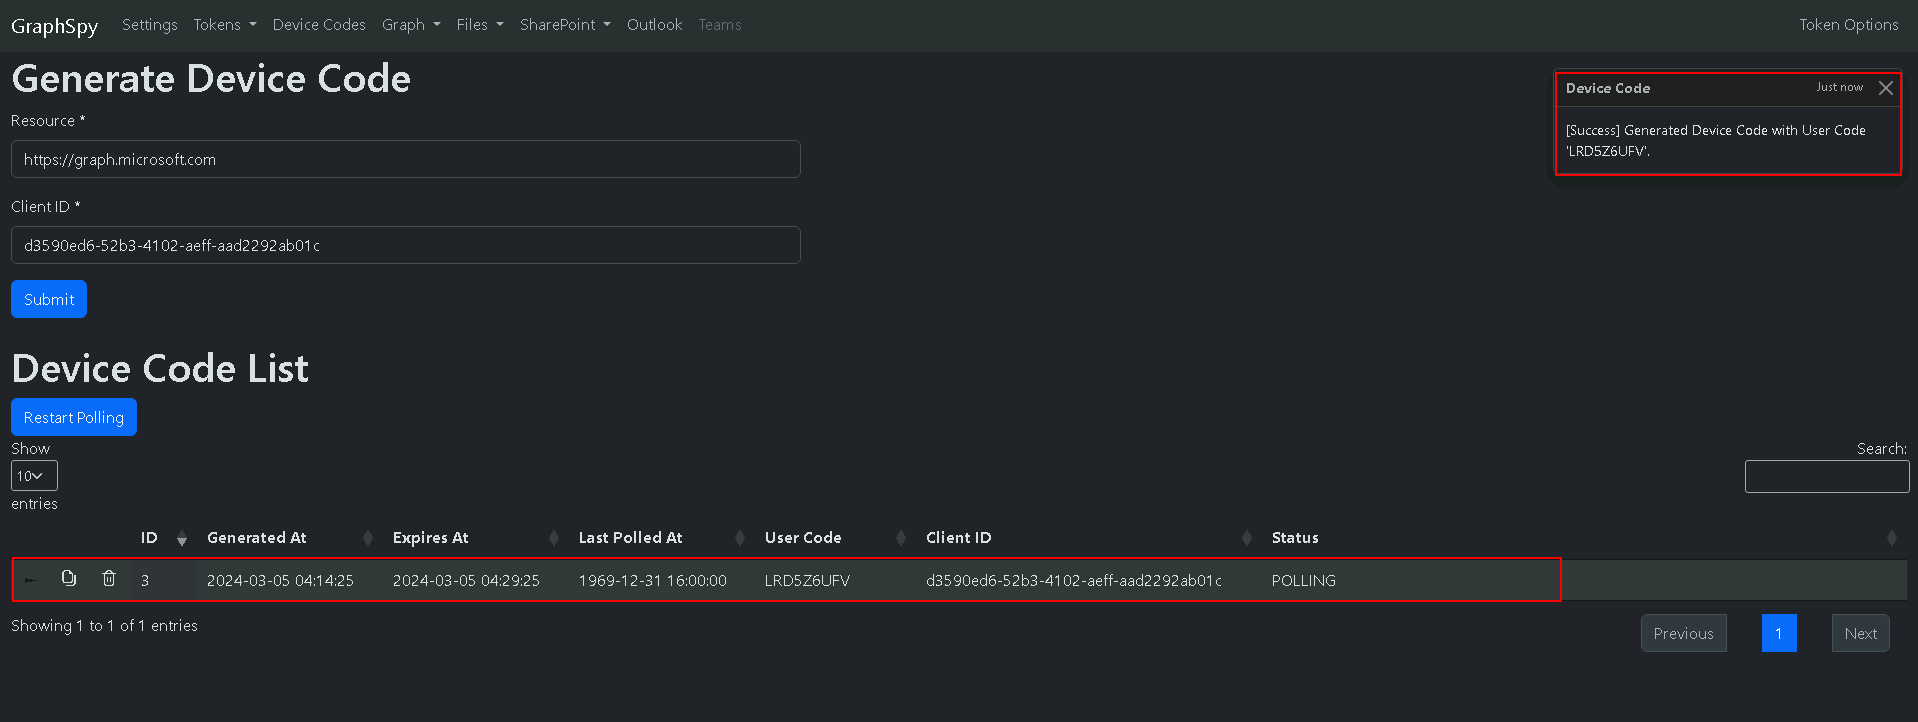 GraphSpy Settings Tokens Device Codes Graph Files SharePoint Outlook Teams Token Options
Generate Device Code
Resource *
https://graph.microsoft.com
Client ID *
d3590ed6-52b3-4102-aeff-aad2292ab01c
Submit
Device Code Just now
[Success] Generated Device Code with User Code
'LRD5Z6UFV'.
Device Code List
Restart Polling
Show
10
entries
Search:
ID Generated At Expires At Last Polled At User Code Client ID Status
3 2024-03-05 04:14:25 2024-03-05 04:29:25 1969-12-31 16:00:00 LRD5Z6UFV d3590ed6-52b3-4102-aeff-aad2292ab01c POLLING
Showing 1 to 1 of 1 entries
Previous 1 Next